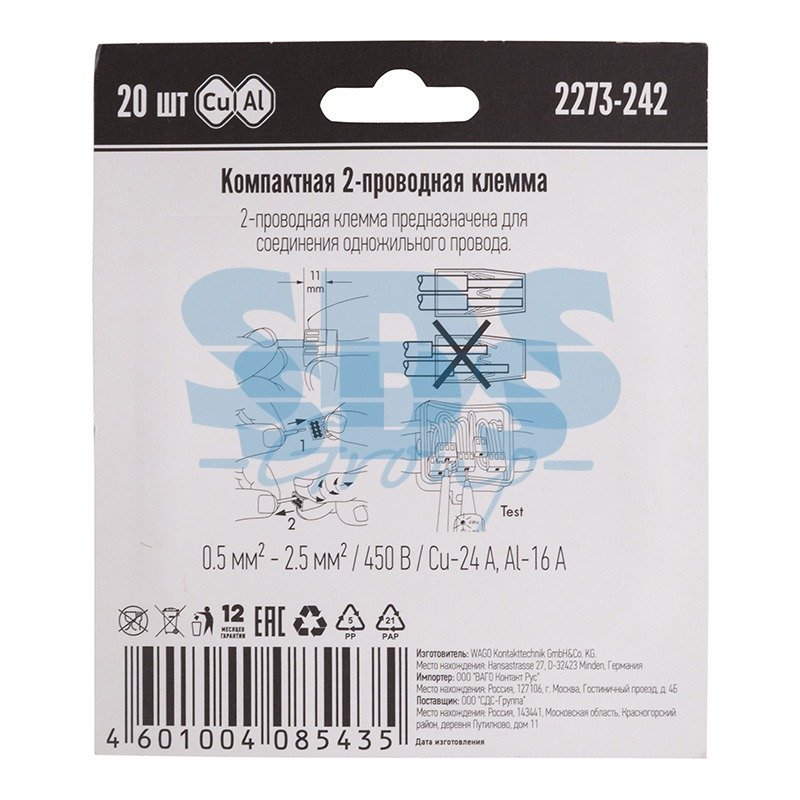 20 шт Cu Al 2273-242
Компактная 2-проводная клемма
2-проводная клемма предназначена для
соединения одножильного провода.
11
mm
SDS
Group
1
2
Test
0.5 мм² - 2.5 мм² / 450 В / Cu-24 A, Al-16 A
12
МЕСЯЦЕВ
ГАРАНТИИ
EAC
5
PP
21
PAP
Изготовитель: WAGO Kontakttechnik GmbH&Co. KG.
Место нахождения: Hansastrasse 27, D-32423 Minden, Германия
Импортер: ООО "ВАГО Контакт Рус"
Место нахождения: Россия, 127106, г. Москва, Гостиничный проезд, д. 4Б
Поставщик: ООО "СДС-Группа"
Место нахождения: Россия, 143441, Московская область, Красногорский
район, деревня Путилково, дом 11
Дата изготовления
4 601004 085435